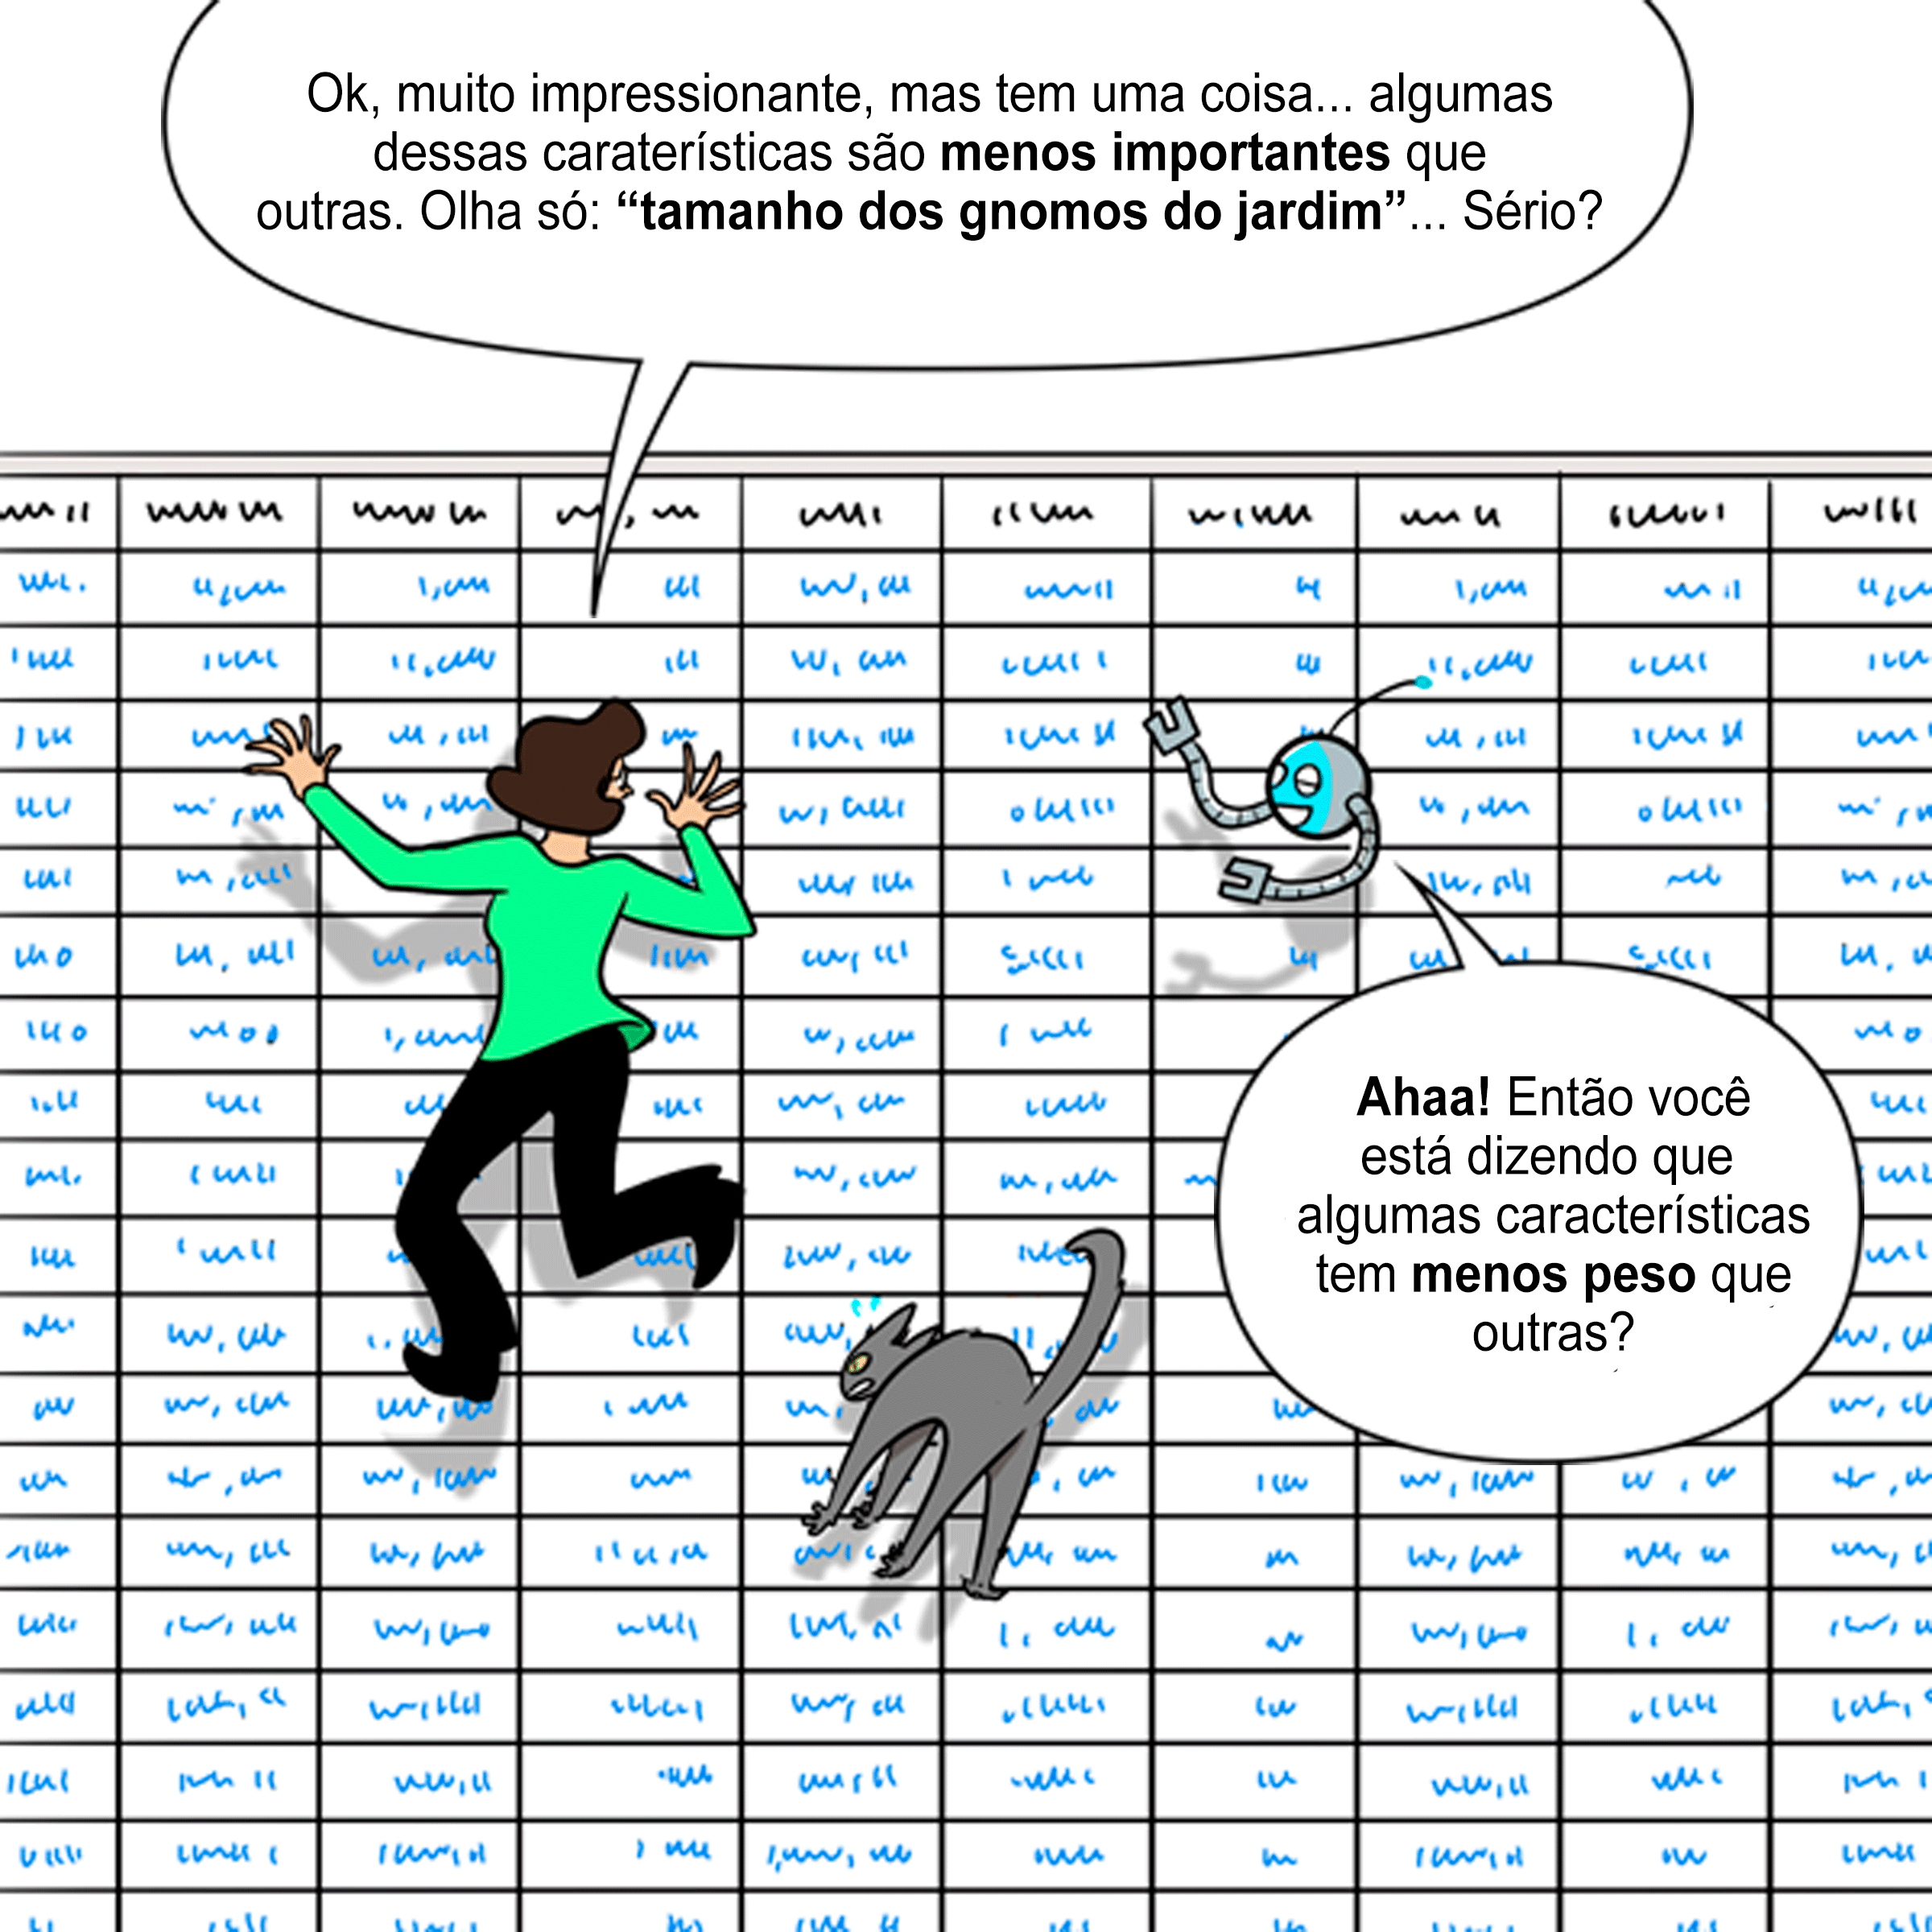 Ok, muito impressionante, mas tem uma coisa... algumas
dessas caraterísticas são menos importantes que
outras. Olha só: “tamanho dos gnomos do jardim”... Sério?
Ahaa! Então você
está dizendo que
algumas características
tem menos peso que
outras?